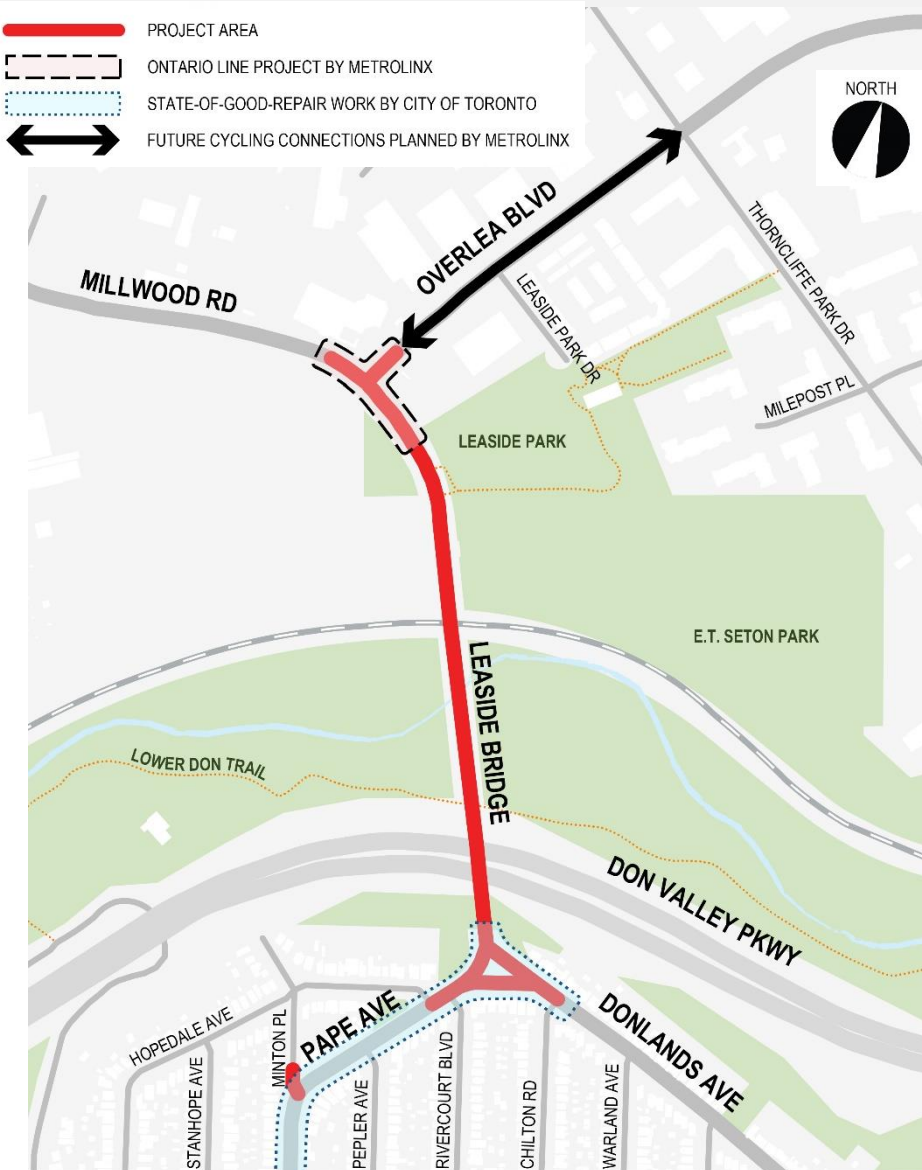 PROJECT AREA
ONTARIO LINE PROJECT BY METROLINX
STATE-OF-GOOD-REPAIR WORK BY CITY OF TORONTO
FUTURE CYCLING CONNECTIONS PLANNED BY METROLINX
NORTH
OVERLEA BLVD
THORNCLIFFE PARK DR
MILLWOOD RD
LEASIDE PARK DR
MILEPOST PL
LEASIDE PARK
E.T. SETON PARK
LEASIDE BRIDGE
LOWER DON TRAIL
DON VALLEY PKWY
PAPE AVE
DONLANDS AVE
HOPEDALE AVE
MINTON PL
STANHOPE AVE
PEPLER AVE
RIVERCOURT BLVD
CHILTON RD
WARLAND AVE